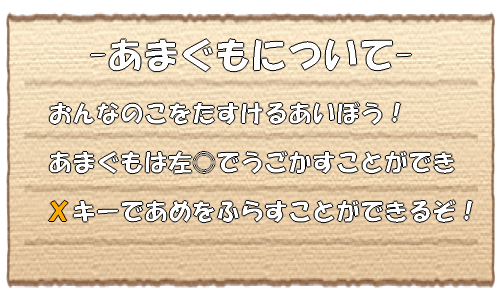 -あまぐもについて-
おんなのこをたすけるあいぼう！
あまぐもは左◎でうごかすことができ
Xキーであめをふらすことができるぞ！